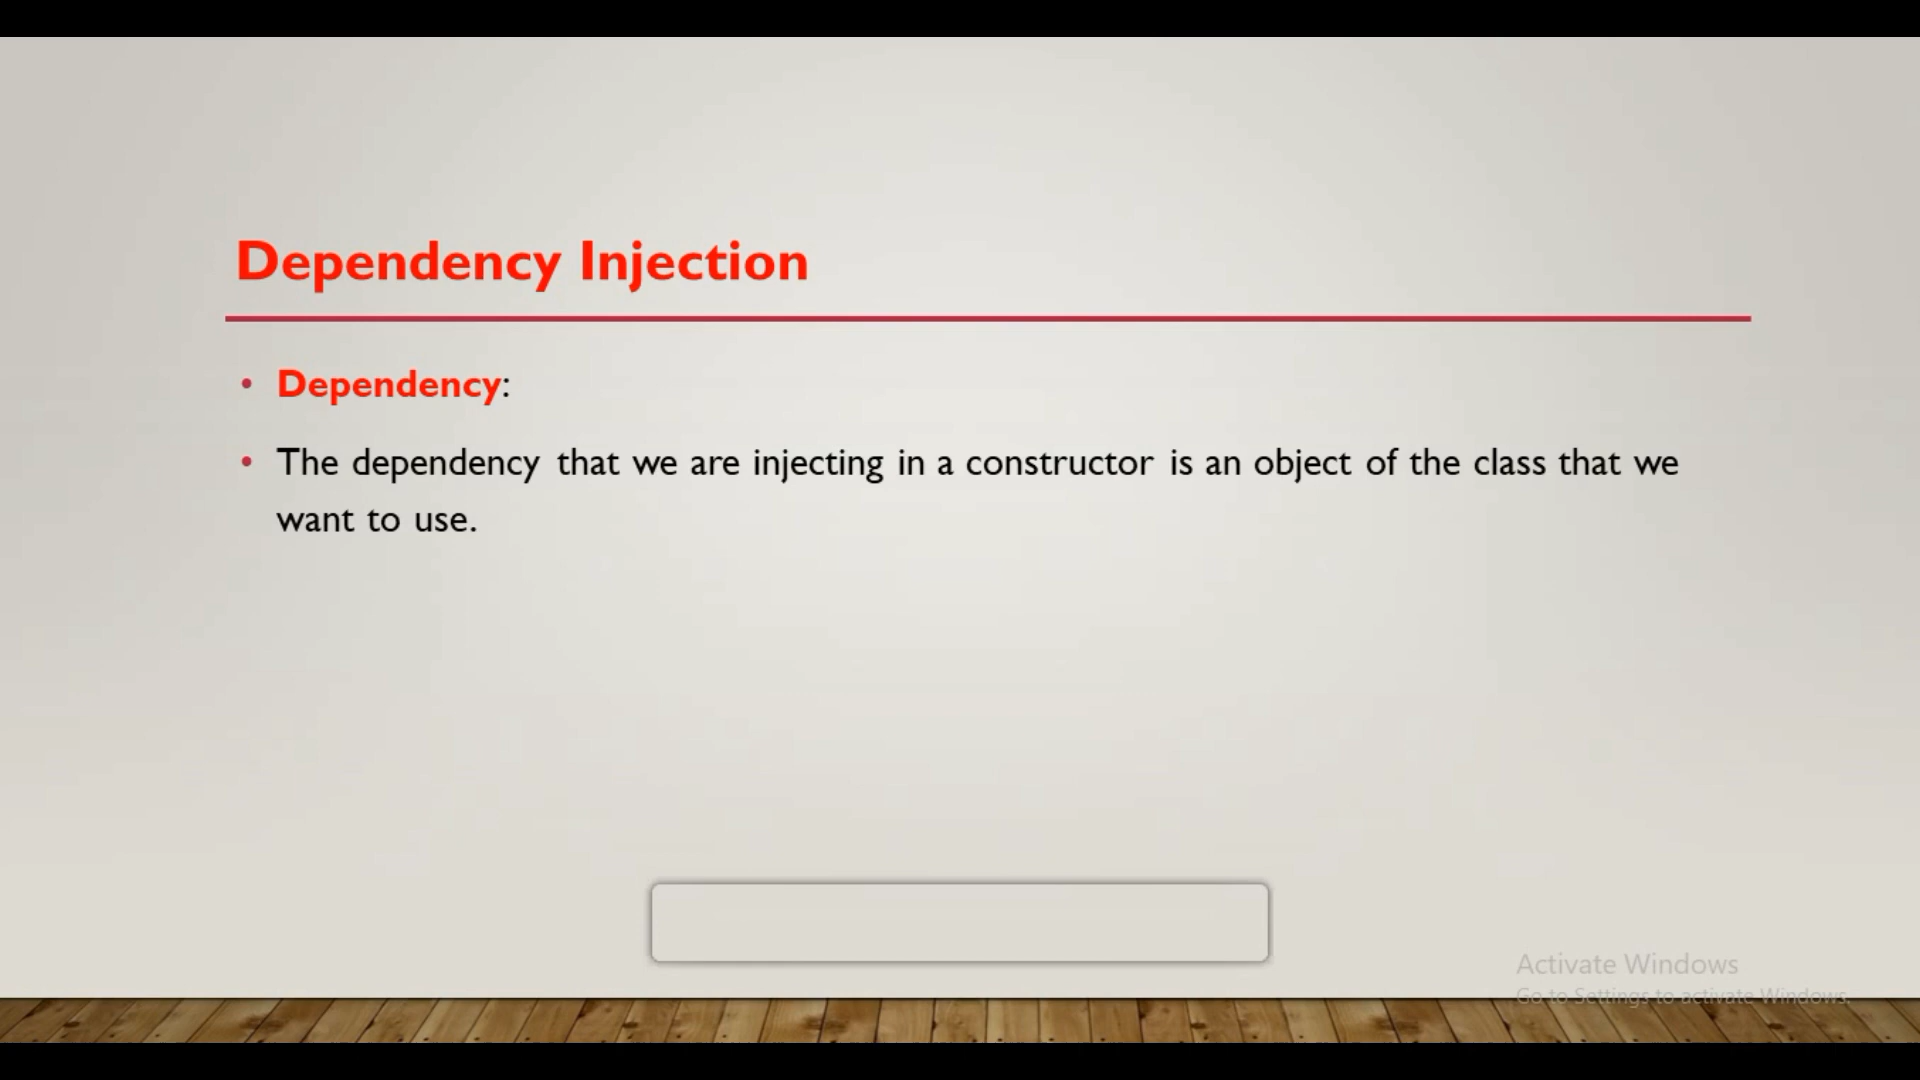 Dependency Injection
• Dependency:
• The dependency that we are injecting in a constructor is an object of the class that we
want to use.
Activate Windows
Go to Settings to activate Windows.